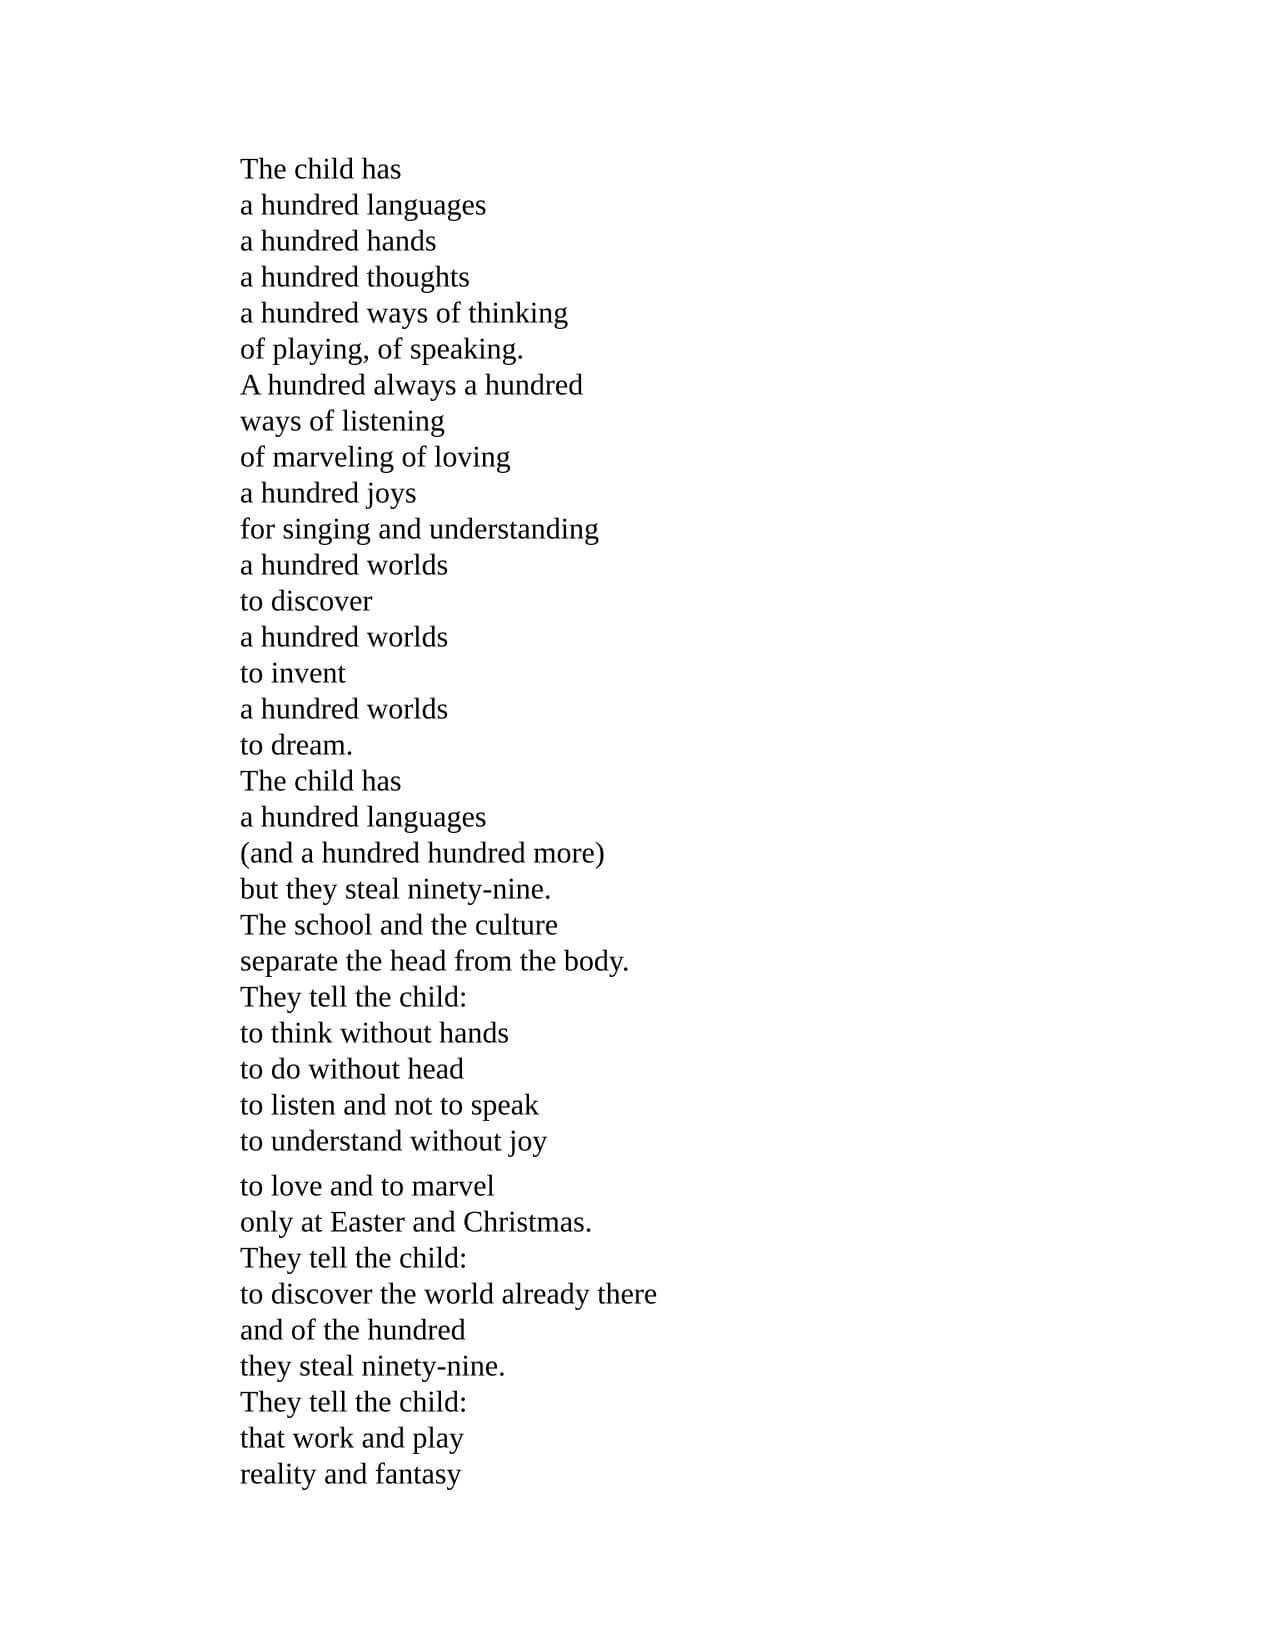 The child has
a hundred languages
a hundred hands
a hundred thoughts
a hundred ways of thinking
of playing, of speaking.
A hundred always a hundred
ways of listening
of marveling of loving
a hundred joys
for singing and understanding
a hundred worlds
to discover
a hundred worlds
to invent
a hundred worlds
to dream.
The child has
a hundred languages
(and a hundred hundred more)
but they steal ninety-nine.
The school and the culture
separate the head from the body.
They tell the child:
to think without hands
to do without head
to listen and not to speak
to understand without joy
to love and to marvel
only at Easter and Christmas.
They tell the child:
to discover the world already there
and of the hundred
they steal ninety-nine.
They tell the child:
that work and play
reality and fantasy